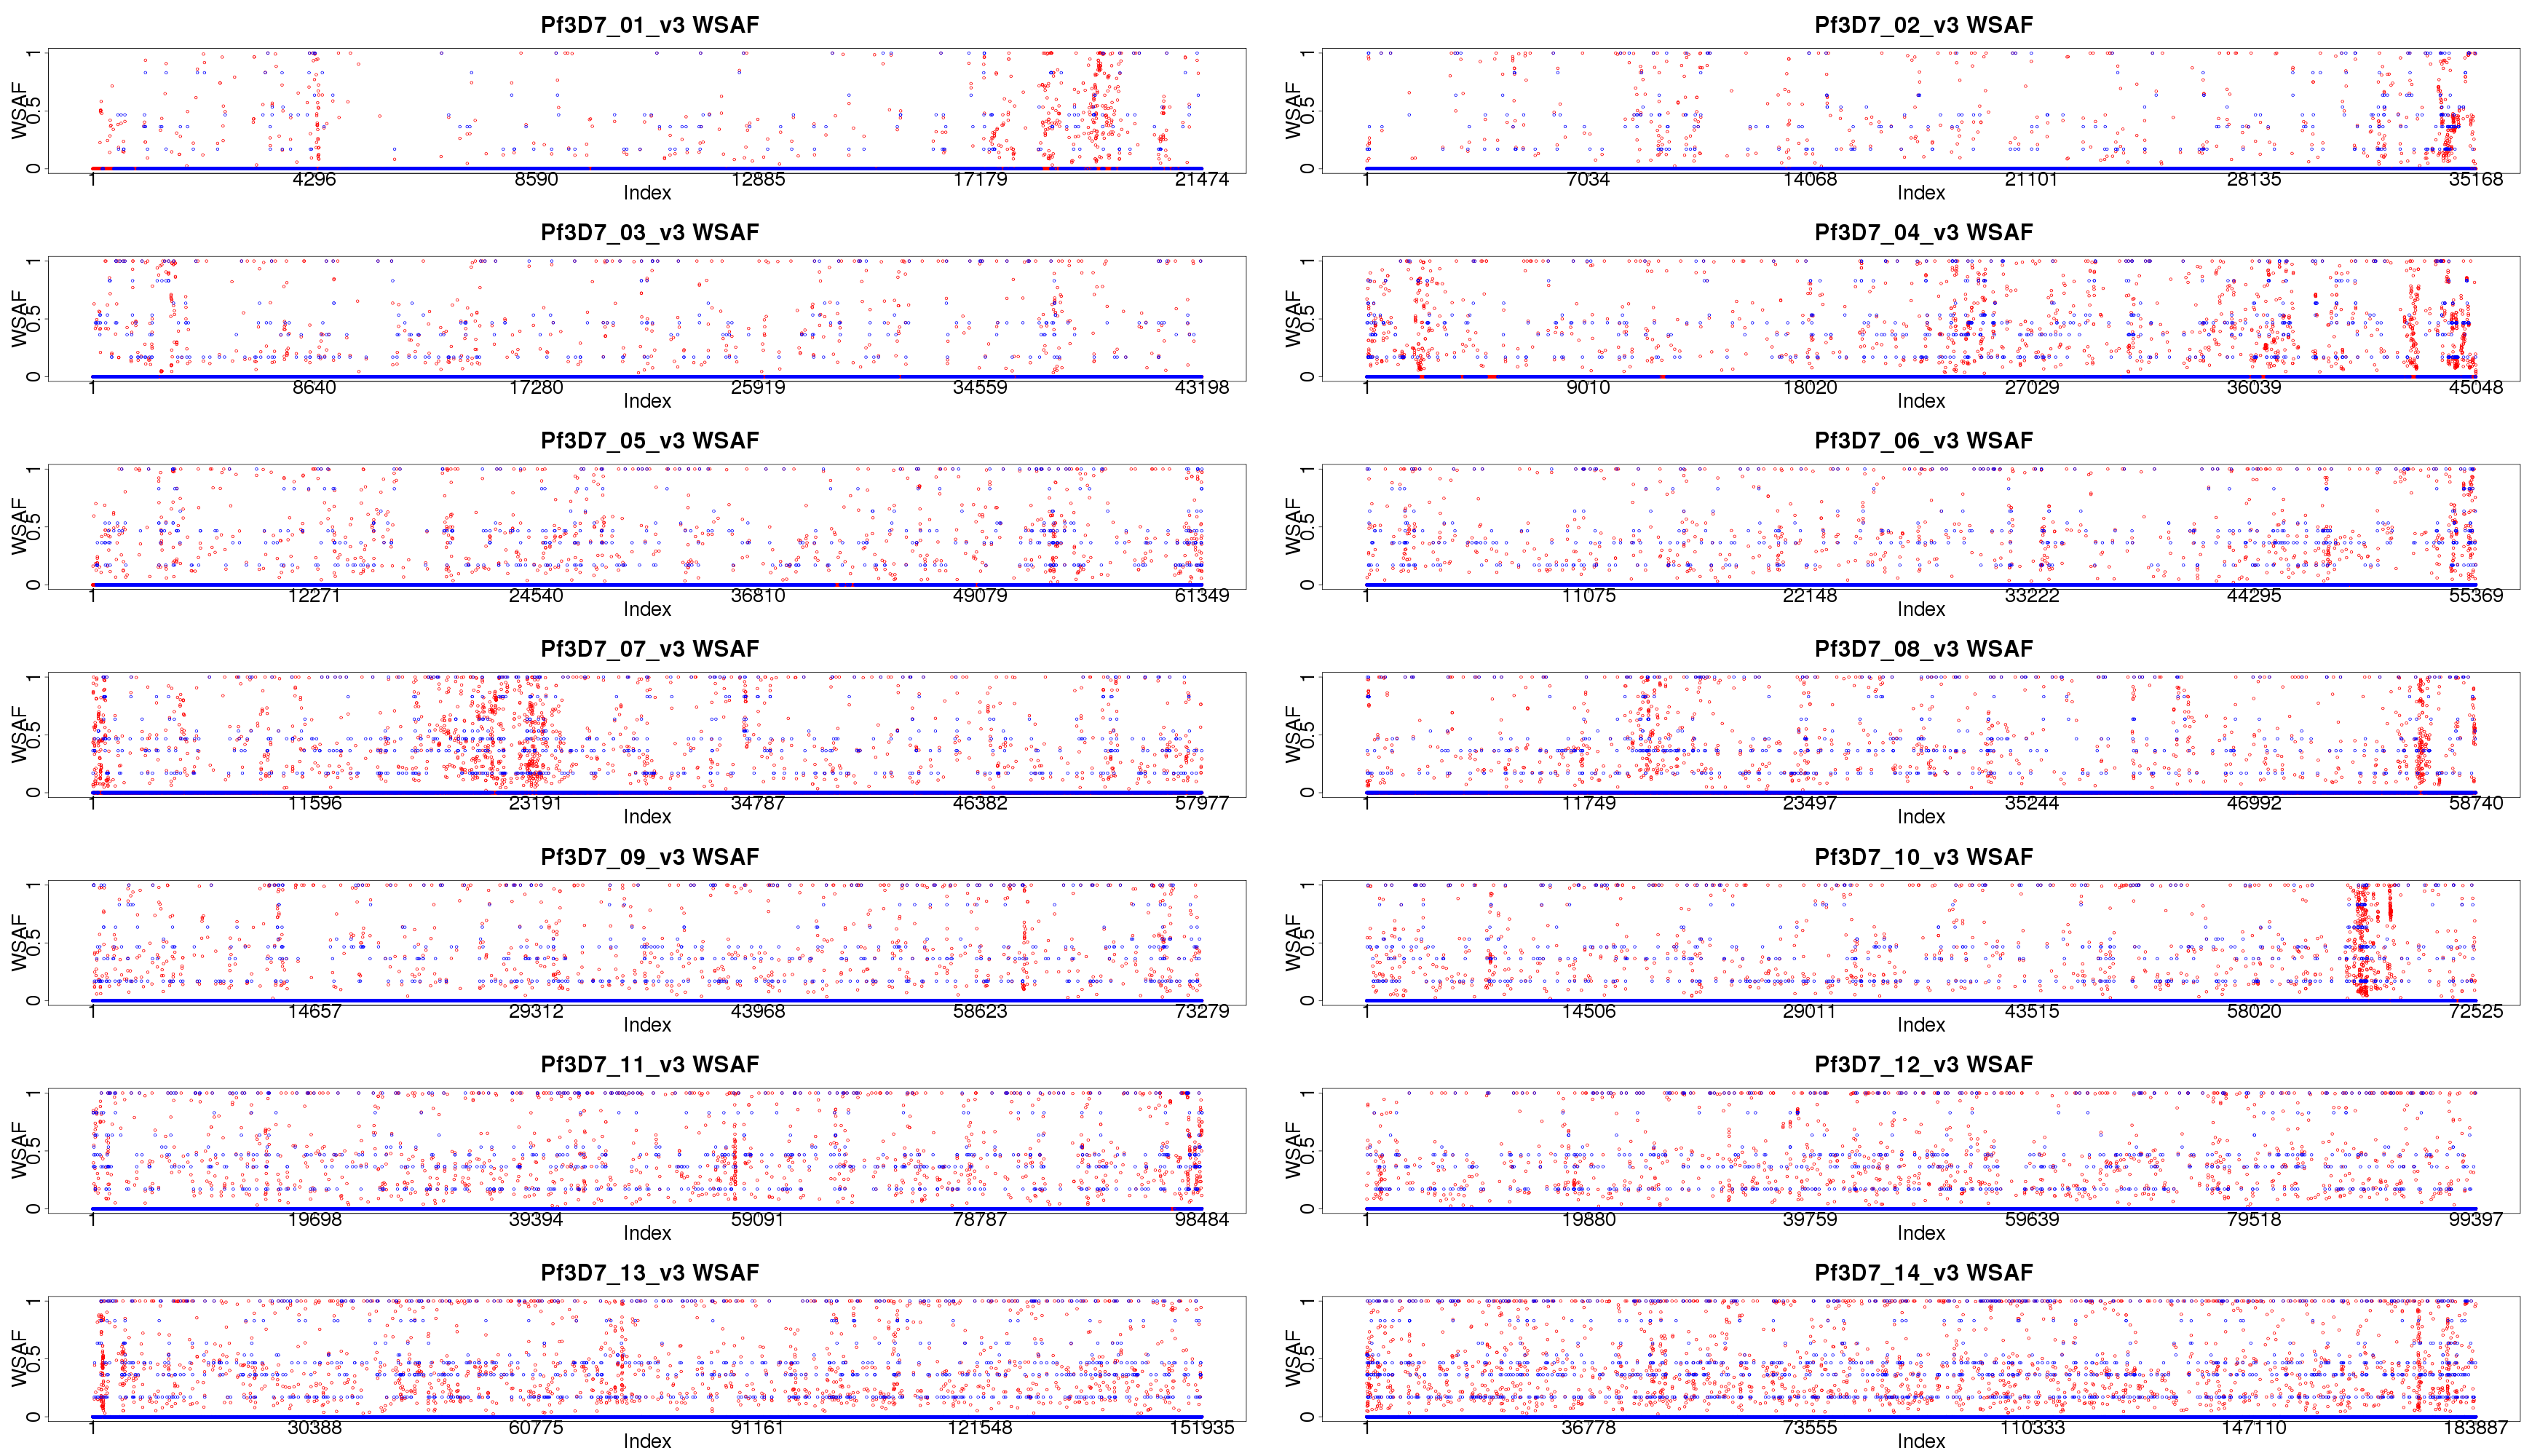 Pf3D7_01_v3 WSAF
WSAF
0 0.5 1
1 4296 8590 12885 17179 21474
Index
Pf3D7_02_v3 WSAF
WSAF
0 0.5 1
1 7034 14068 21101 28135 35168
Index
Pf3D7_03_v3 WSAF
WSAF
0 0.5 1
1 8640 17280 25919 34559 43198
Index
Pf3D7_04_v3 WSAF
WSAF
0 0.5 1
1 9010 18020 27029 36039 45048
Index
Pf3D7_05_v3 WSAF
WSAF
0 0.5 1
1 12271 24540 36810 49079 61349
Index
Pf3D7_06_v3 WSAF
WSAF
0 0.5 1
1 11075 22148 33222 44295 55369
Index
Pf3D7_07_v3 WSAF
WSAF
0 0.5 1
1 11596 23191 34787 46382 57977
Index
Pf3D7_08_v3 WSAF
WSAF
0 0.5 1
1 11749 23497 35244 46992 58740
Index
Pf3D7_09_v3 WSAF
WSAF
0 0.5 1
1 14657 29312 43968 58623 73279
Index
Pf3D7_10_v3 WSAF
WSAF
0 0.5 1
1 14506 29011 43515 58020 72525
Index
Pf3D7_11_v3 WSAF
WSAF
0 0.5 1
1 19698 39394 59091 78787 98484
Index
Pf3D7_12_v3 WSAF
WSAF
0 0.5 1
1 19880 39759 59639 79518 99397
Index
Pf3D7_13_v3 WSAF
WSAF
0 0.5 1
1 30388 60775 91161 121548 151935
Index
Pf3D7_14_v3 WSAF
WSAF
0 0.5 1
1 36778 73555 110333 147110 183887
Index